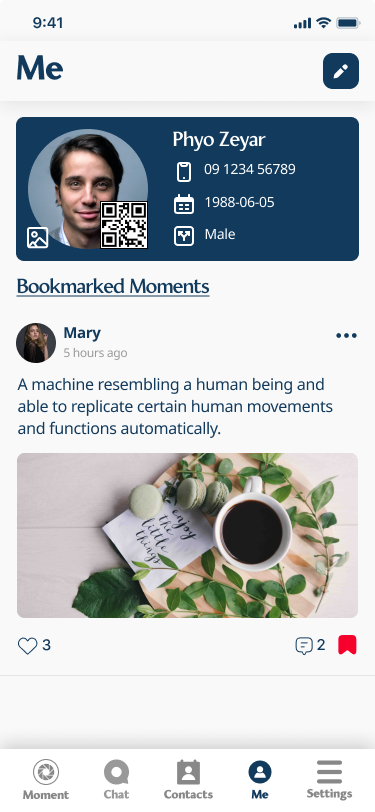 9:41
Me
Phyo Zeyar
09 1234 56789
1988-06-05
Male
Bookmarked Moments
Mary
5 hours ago
A machine resembling a human being and
able to replicate certain human movements
and functions automatically.
enjoy
the
little
things
3
2
Moment
Chat
Contacts
Me
Settings